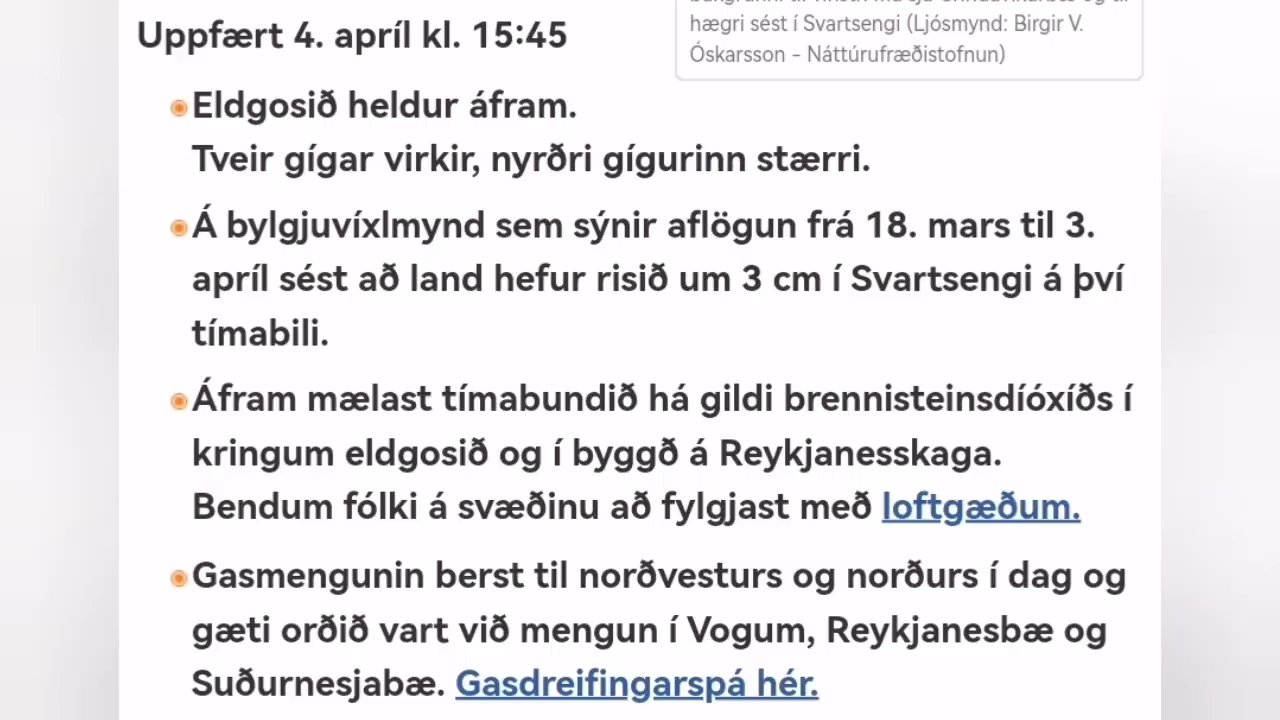 Uppfært 4. apríl kl. 15:45
hægri sést í Svartsengi (Ljósmynd: Birgir V.
Óskarsson - Náttúrufræðistofnun)
Eldgosið heldur áfram.
Tveir gígar virkir, nyrðri gígurinn stærri.
Á bylgjuvíxlmynd sem sýnir aflögun frá 18. mars til 3.
apríl sést að land hefur risið um 3 cm í Svartsengi á því
tímabili.
Áfram mælast tímabundið há gildi brennisteinsdíóxíðs í
kringum eldgosið og í byggð á Reykjanesskaga.
Bendum fólki á svæðinu að fylgjast með loftgæðum.
Gasmengunin berst til norðvesturs og norðurs í dag og
gæti orðið vart við mengun í Vogum, Reykjanesbæ og
Suðurnesjabæ. Gasdreifingarspá hér.